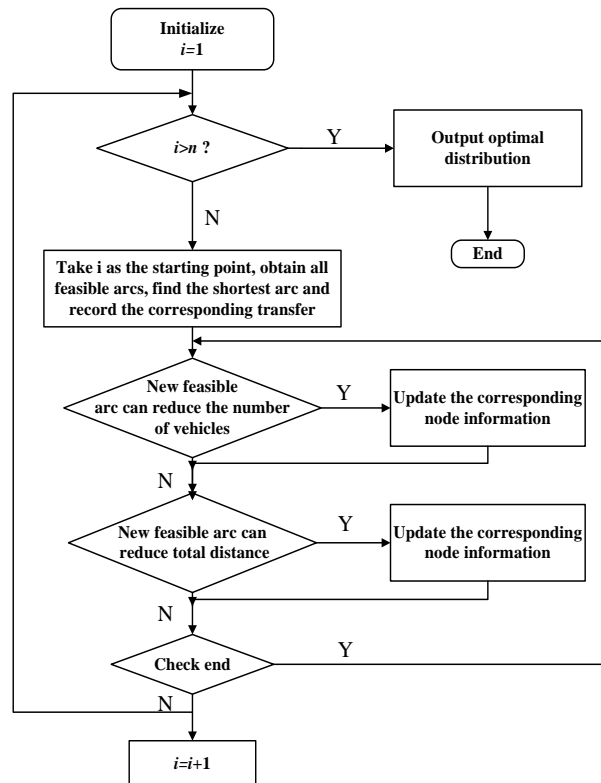 Initialize
i=1
i>n ?
Y
Output optimal
distribution
N
End
Take i as the starting point, obtain all
feasible arcs, find the shortest arc and
record the corresponding transfer
New feasible
arc can reduce the number
of vehicles
Y
Update the corresponding
node information
N
New feasible arc can
reduce total distance
Y
Update the corresponding
node information
N
Check end
Y
N
i=i+1